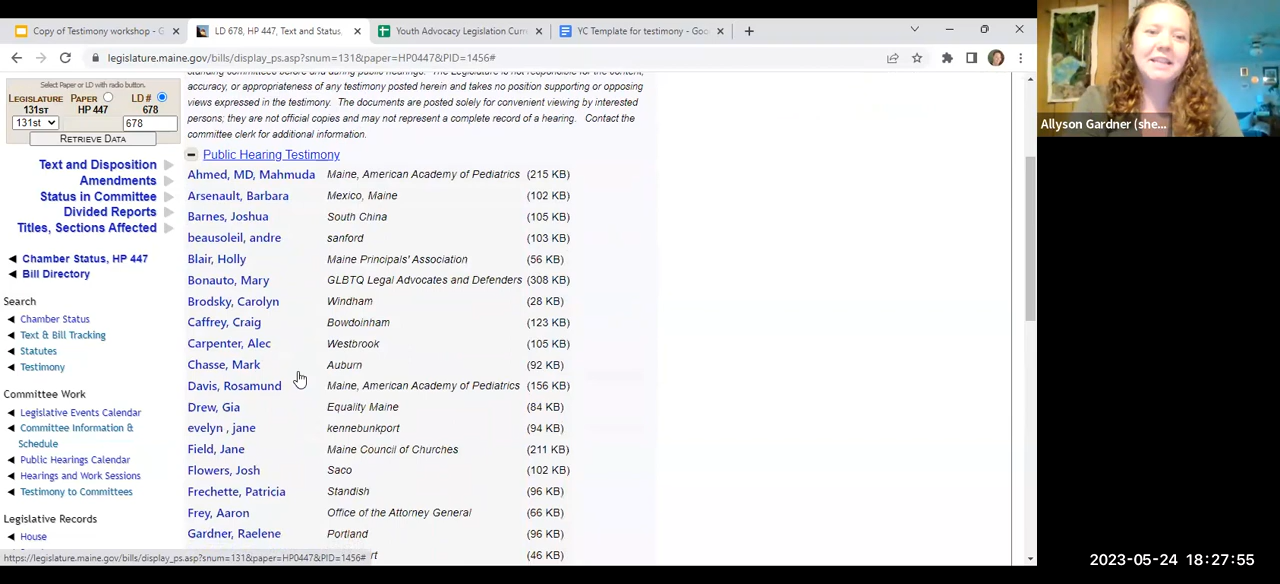 Copy of Testimony workshop - G
LD 678, HP 447, Text and Status,
Youth Advocacy Legislation Curr
YC Template for testimony - Goo
legislature.maine.gov/bills/display_ps.asp?snum=131&paper=HP0447&PID=1456#
Allyson Gardner (she...
Select Paper or LD with radio button.
LEGISLATURE PAPER LD #
131ST HP 447 678
131st 678
RETRIEVE DATA
Text and Disposition
Amendments
Status in Committee
Divided Reports
Titles, Sections Affected
Chamber Status, HP 447
Bill Directory
Search
Chamber Status
Text & Bill Tracking
Statutes
Testimony
Committee Work
Legislative Events Calendar
Committee Information &
Schedule
Public Hearings Calendar
Hearings and Work Sessions
Testimony to Committees
Legislative Records
House
standing committees before and during public hearings. The Legislature is not responsible for the content,
accuracy, or appropriateness of any testimony posted herein and takes no position supporting or opposing
views expressed in the testimony. The documents are posted solely for convenient viewing by interested
persons; they are not official copies and may not represent a complete record of a hearing. Contact the
committee clerk for additional information.
Public Hearing Testimony
Ahmed, MD, Mahmuda Maine, American Academy of Pediatrics (215 KB)
Arsenault, Barbara Mexico, Maine (102 KB)
Barnes, Joshua South China (105 KB)
beausoleil, andre sanford (103 KB)
Blair, Holly Maine Principals' Association (56 KB)
Bonauto, Mary GLBTQ Legal Advocates and Defenders (308 KB)
Brodsky, Carolyn Windham (28 KB)
Caffrey, Craig Bowdoinham (123 KB)
Carpenter, Alec Westbrook (105 KB)
Chasse, Mark Auburn (92 KB)
Davis, Rosamund Maine, American Academy of Pediatrics (156 KB)
Drew, Gia Equality Maine (84 KB)
evelyn , jane kennebunkport (94 KB)
Field, Jane Maine Council of Churches (211 KB)
Flowers, Josh Saco (102 KB)
Frechette, Patricia Standish (96 KB)
Frey, Aaron Office of the Attorney General (66 KB)
Gardner, Raelene Portland (96 KB)
rt (46 KB)
https://legislature.maine.gov/bills/display_ps.asp?snum=131&paper=HP0447&PID=1456#
2023-05-24 18:27:55